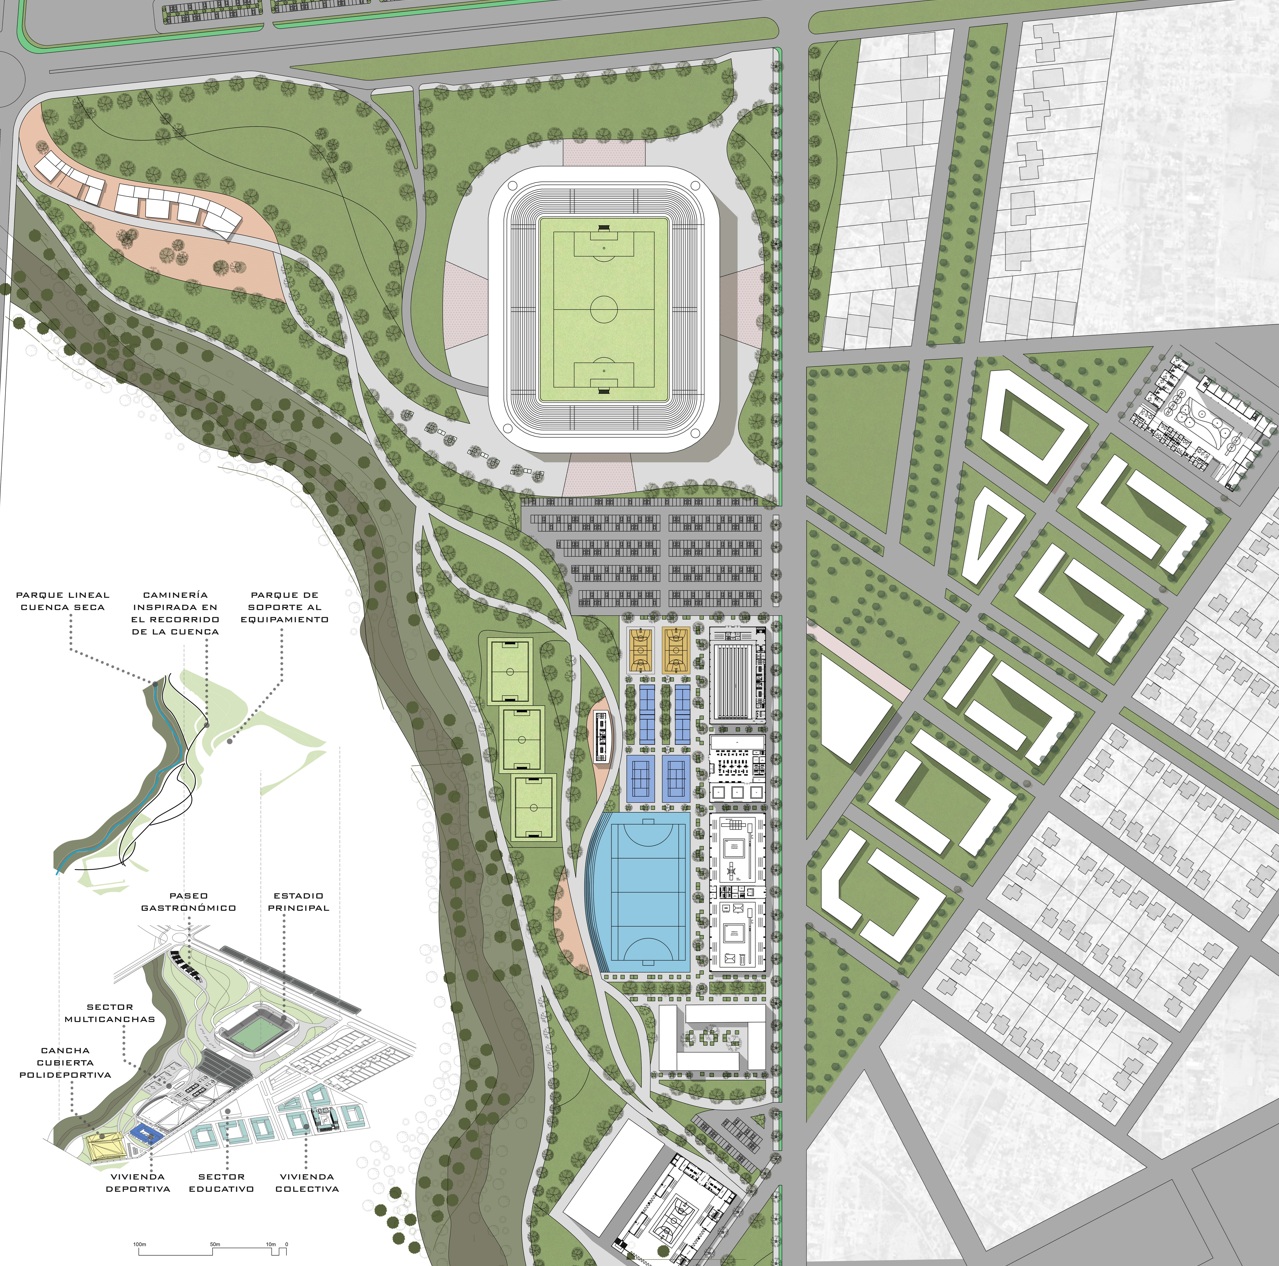 PARQUE LINEAL
CUENCA SECA
CAMINERÍA
INSPIRADA EN
EL RECORRIDO
DE LA CUENCA
PARQUE DE
SOPORTE AL
EQUIPAMIENTO
PASEO
GASTRONÓMICO
ESTADIO
PRINCIPAL
SECTOR
MULTICANCHAS
CANCHA
CUBIERTA
POLIDEPORTIVA
VIVIENDA
DEPORTIVA
SECTOR
EDUCATIVO
VIVIENDA
COLECTIVA
100m 50m 10m 0